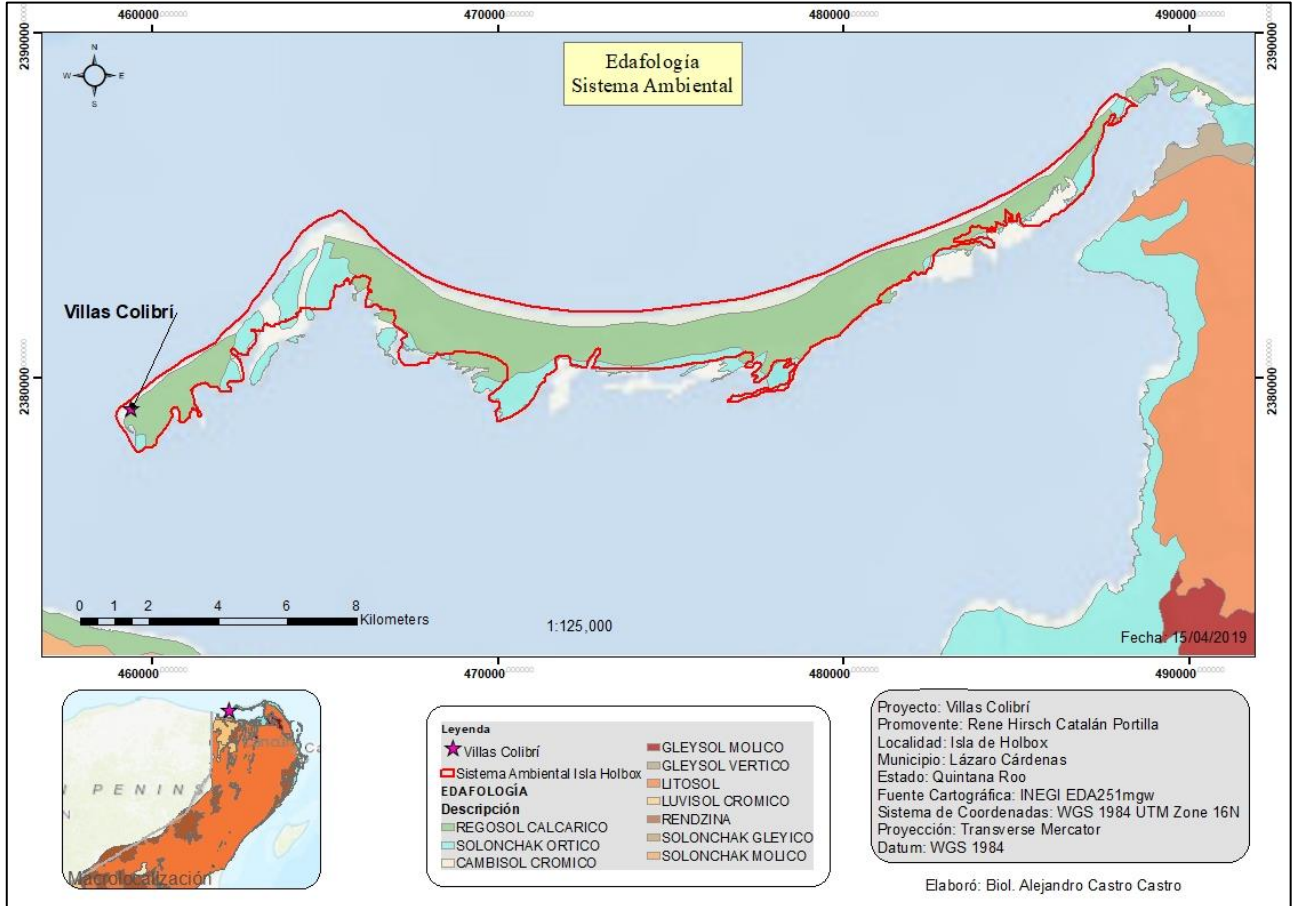 460000
470000
480000
490000
2390000
2390000
Edafología
Sistema Ambiental
N
W
E
S
Villas Colibrí
2380000
2380000
0 1 2 4 6 8
Kilometers
1:125,000
Fecha: 15/04/2019
460000
470000
480000
490000
PENINS
Macrolocalización
Leyenda
Villas Colibrí
Sistema Ambiental Isla Holbox
EDAFOLOGÍA
Descripción
REGOSOL CALCARICO
SOLONCHAK ORTICO
CAMBISOL CROMICO
GLEYSOL MOLICO
GLEYSOL VERTICO
LITOSOL
LUVISOL CROMICO
RENDZINA
SOLONCHAK GLEYICO
SOLONCHAK MOLICO
Proyecto: Villas Colibrí
Promovente: Rene Hirsch Catalán Portilla
Localidad: Isla de Holbox
Municipio: Lázaro Cárdenas
Estado: Quintana Roo
Fuente Cartográfica: INEGI EDA251mgw
Sistema de Coordenadas: WGS 1984 UTM Zone 16N
Proyección: Transverse Mercator
Datum: WGS 1984
Elaboró: Biol. Alejandro Castro Castro